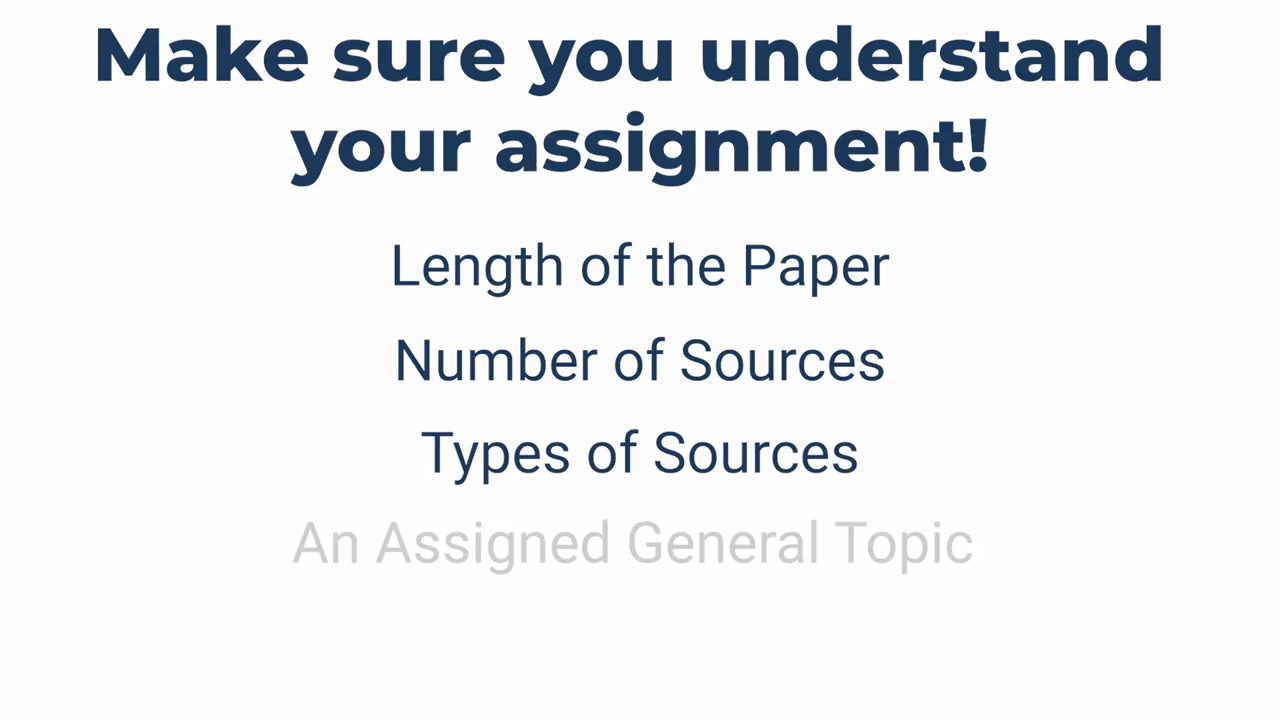 Make sure you understand
your assignment!
Length of the Paper
Number of Sources
Types of Sources
An Assigned General Topic